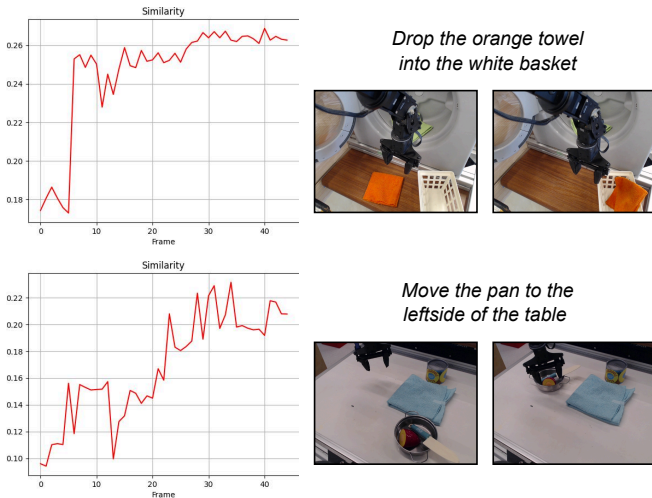 Similarity
0.26
0.24
0.22
0.20
0.18
0
10
20
30
40
Frame
Drop the orange towel
into the white basket
Similarity
0.22
0.20
0.18
0.16
0.14
0.12
0.10
0
10
20
30
40
Frame
Move the pan to the
leftside of the table